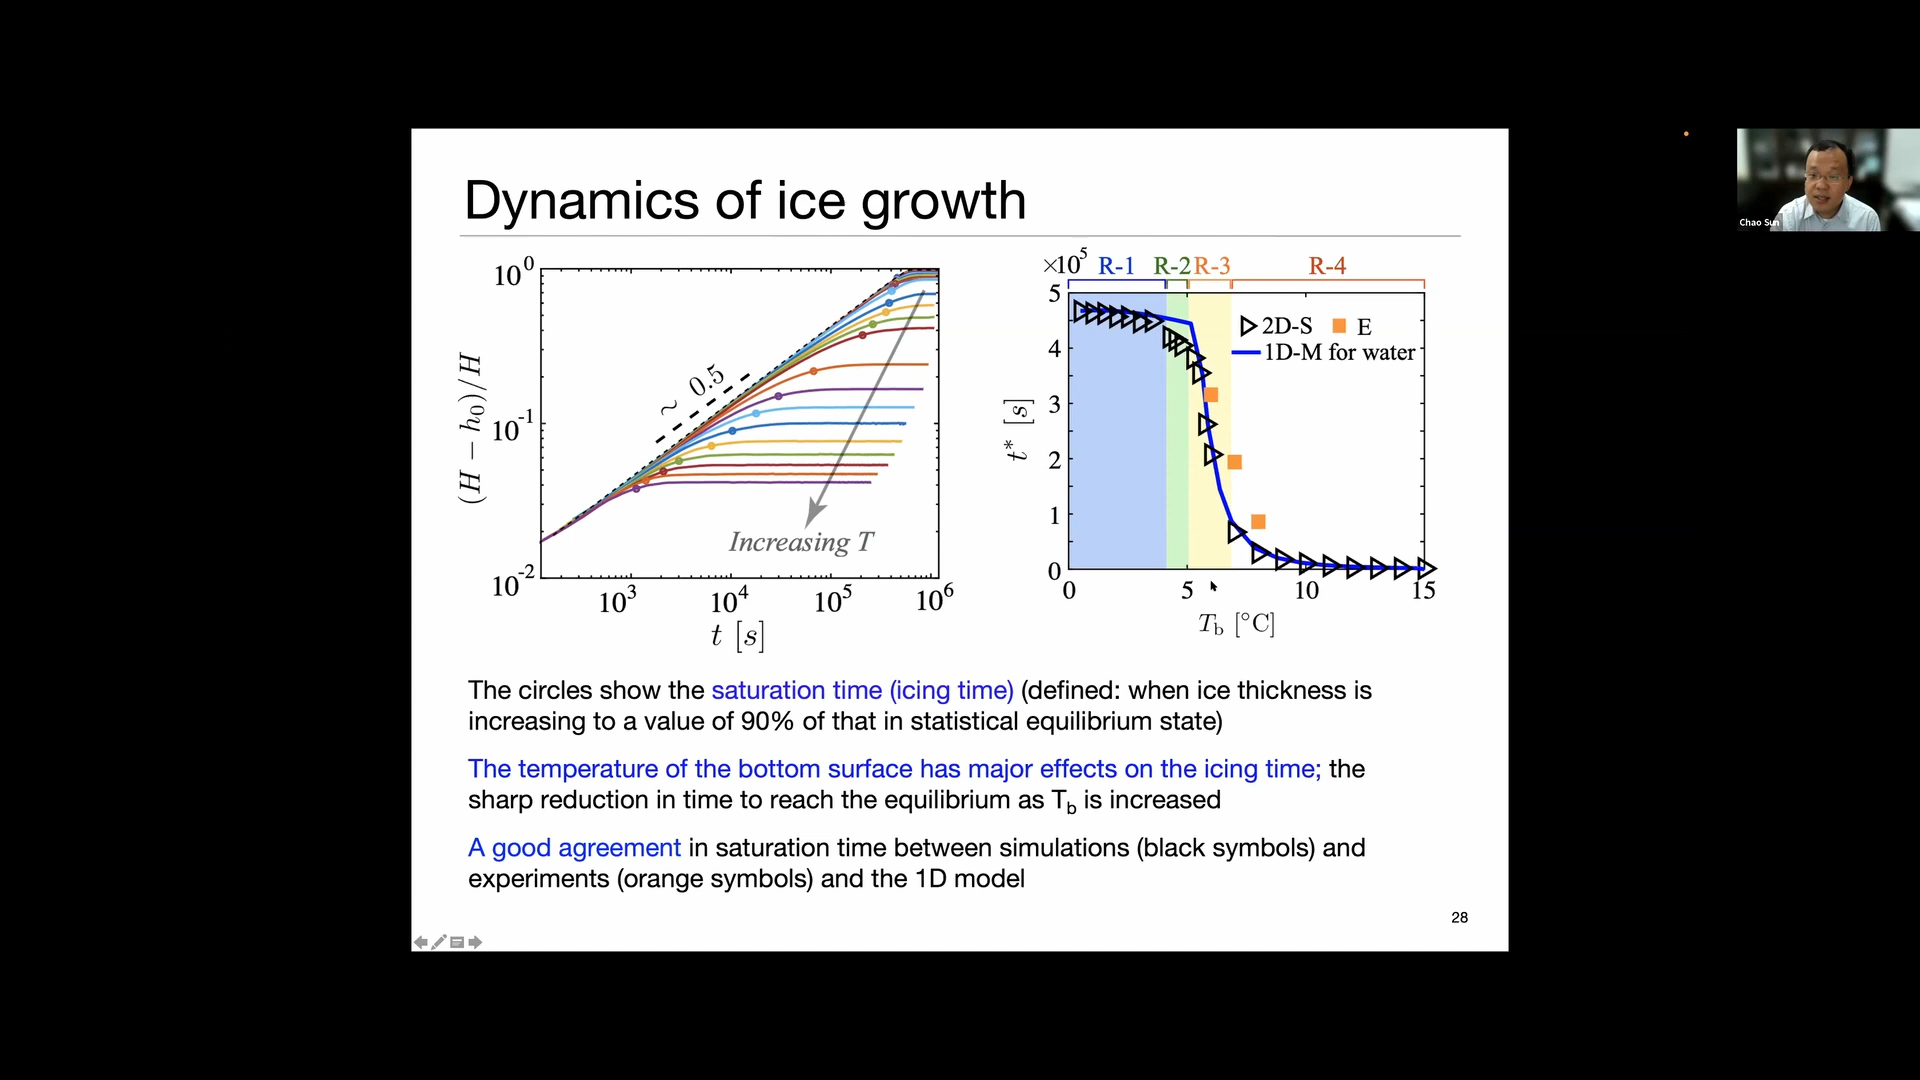 Dynamics of ice growth
10^0
10^-1
10^-2
(H − h_0)/H
~ 0.5
Increasing T
10^3
10^4
10^5
10^6
t [s]
×10^5
R-1
R-2
R-3
R-4
5
4
3
2
1
0
t* [s]
2D-S
E
1D-M for water
0
5
10
15
T_b [°C]
The circles show the saturation time (icing time) (defined: when ice thickness is
increasing to a value of 90% of that in statistical equilibrium state)
The temperature of the bottom surface has major effects on the icing time; the
sharp reduction in time to reach the equilibrium as T_b is increased
A good agreement in saturation time between simulations (black symbols) and
experiments (orange symbols) and the 1D model
28
Chao Sun